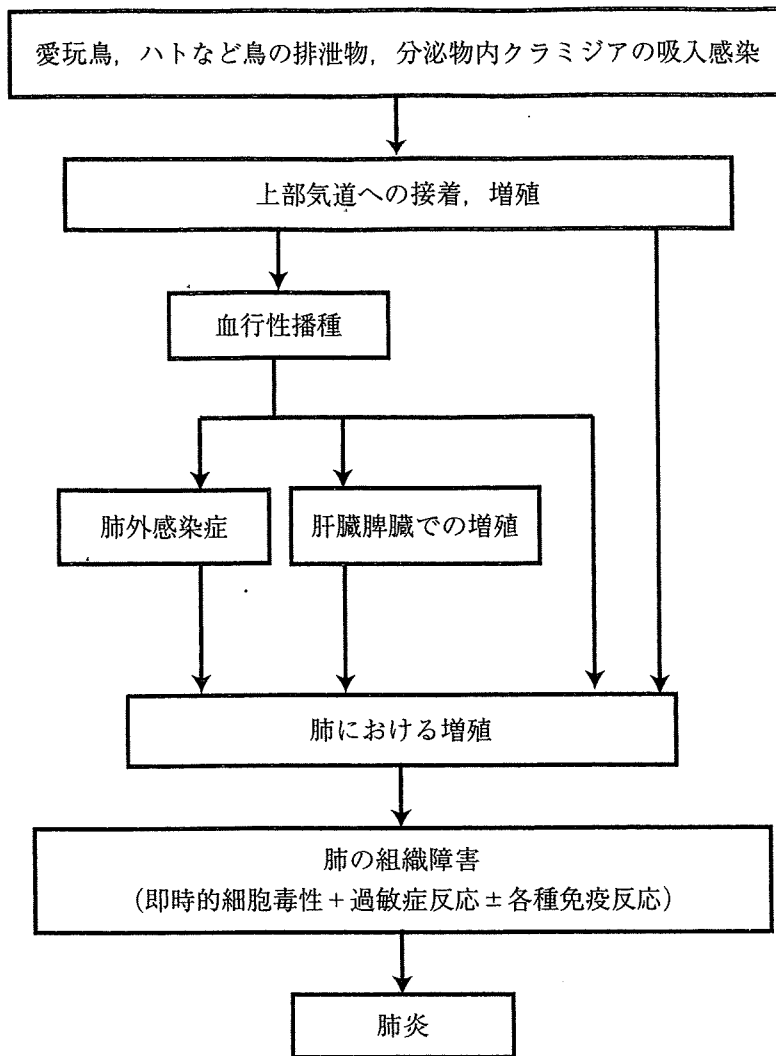 愛玩鳥，ハトなど鳥の排泄物，分泌物内クラミジアの吸入感染
上部気道への接着，増殖
血行性播種
肺外感染症
肝臓脾臓での増殖
肺における増殖
肺の組織障害
（即時的細胞毒性＋過敏症反応±各種免疫反応）
肺炎